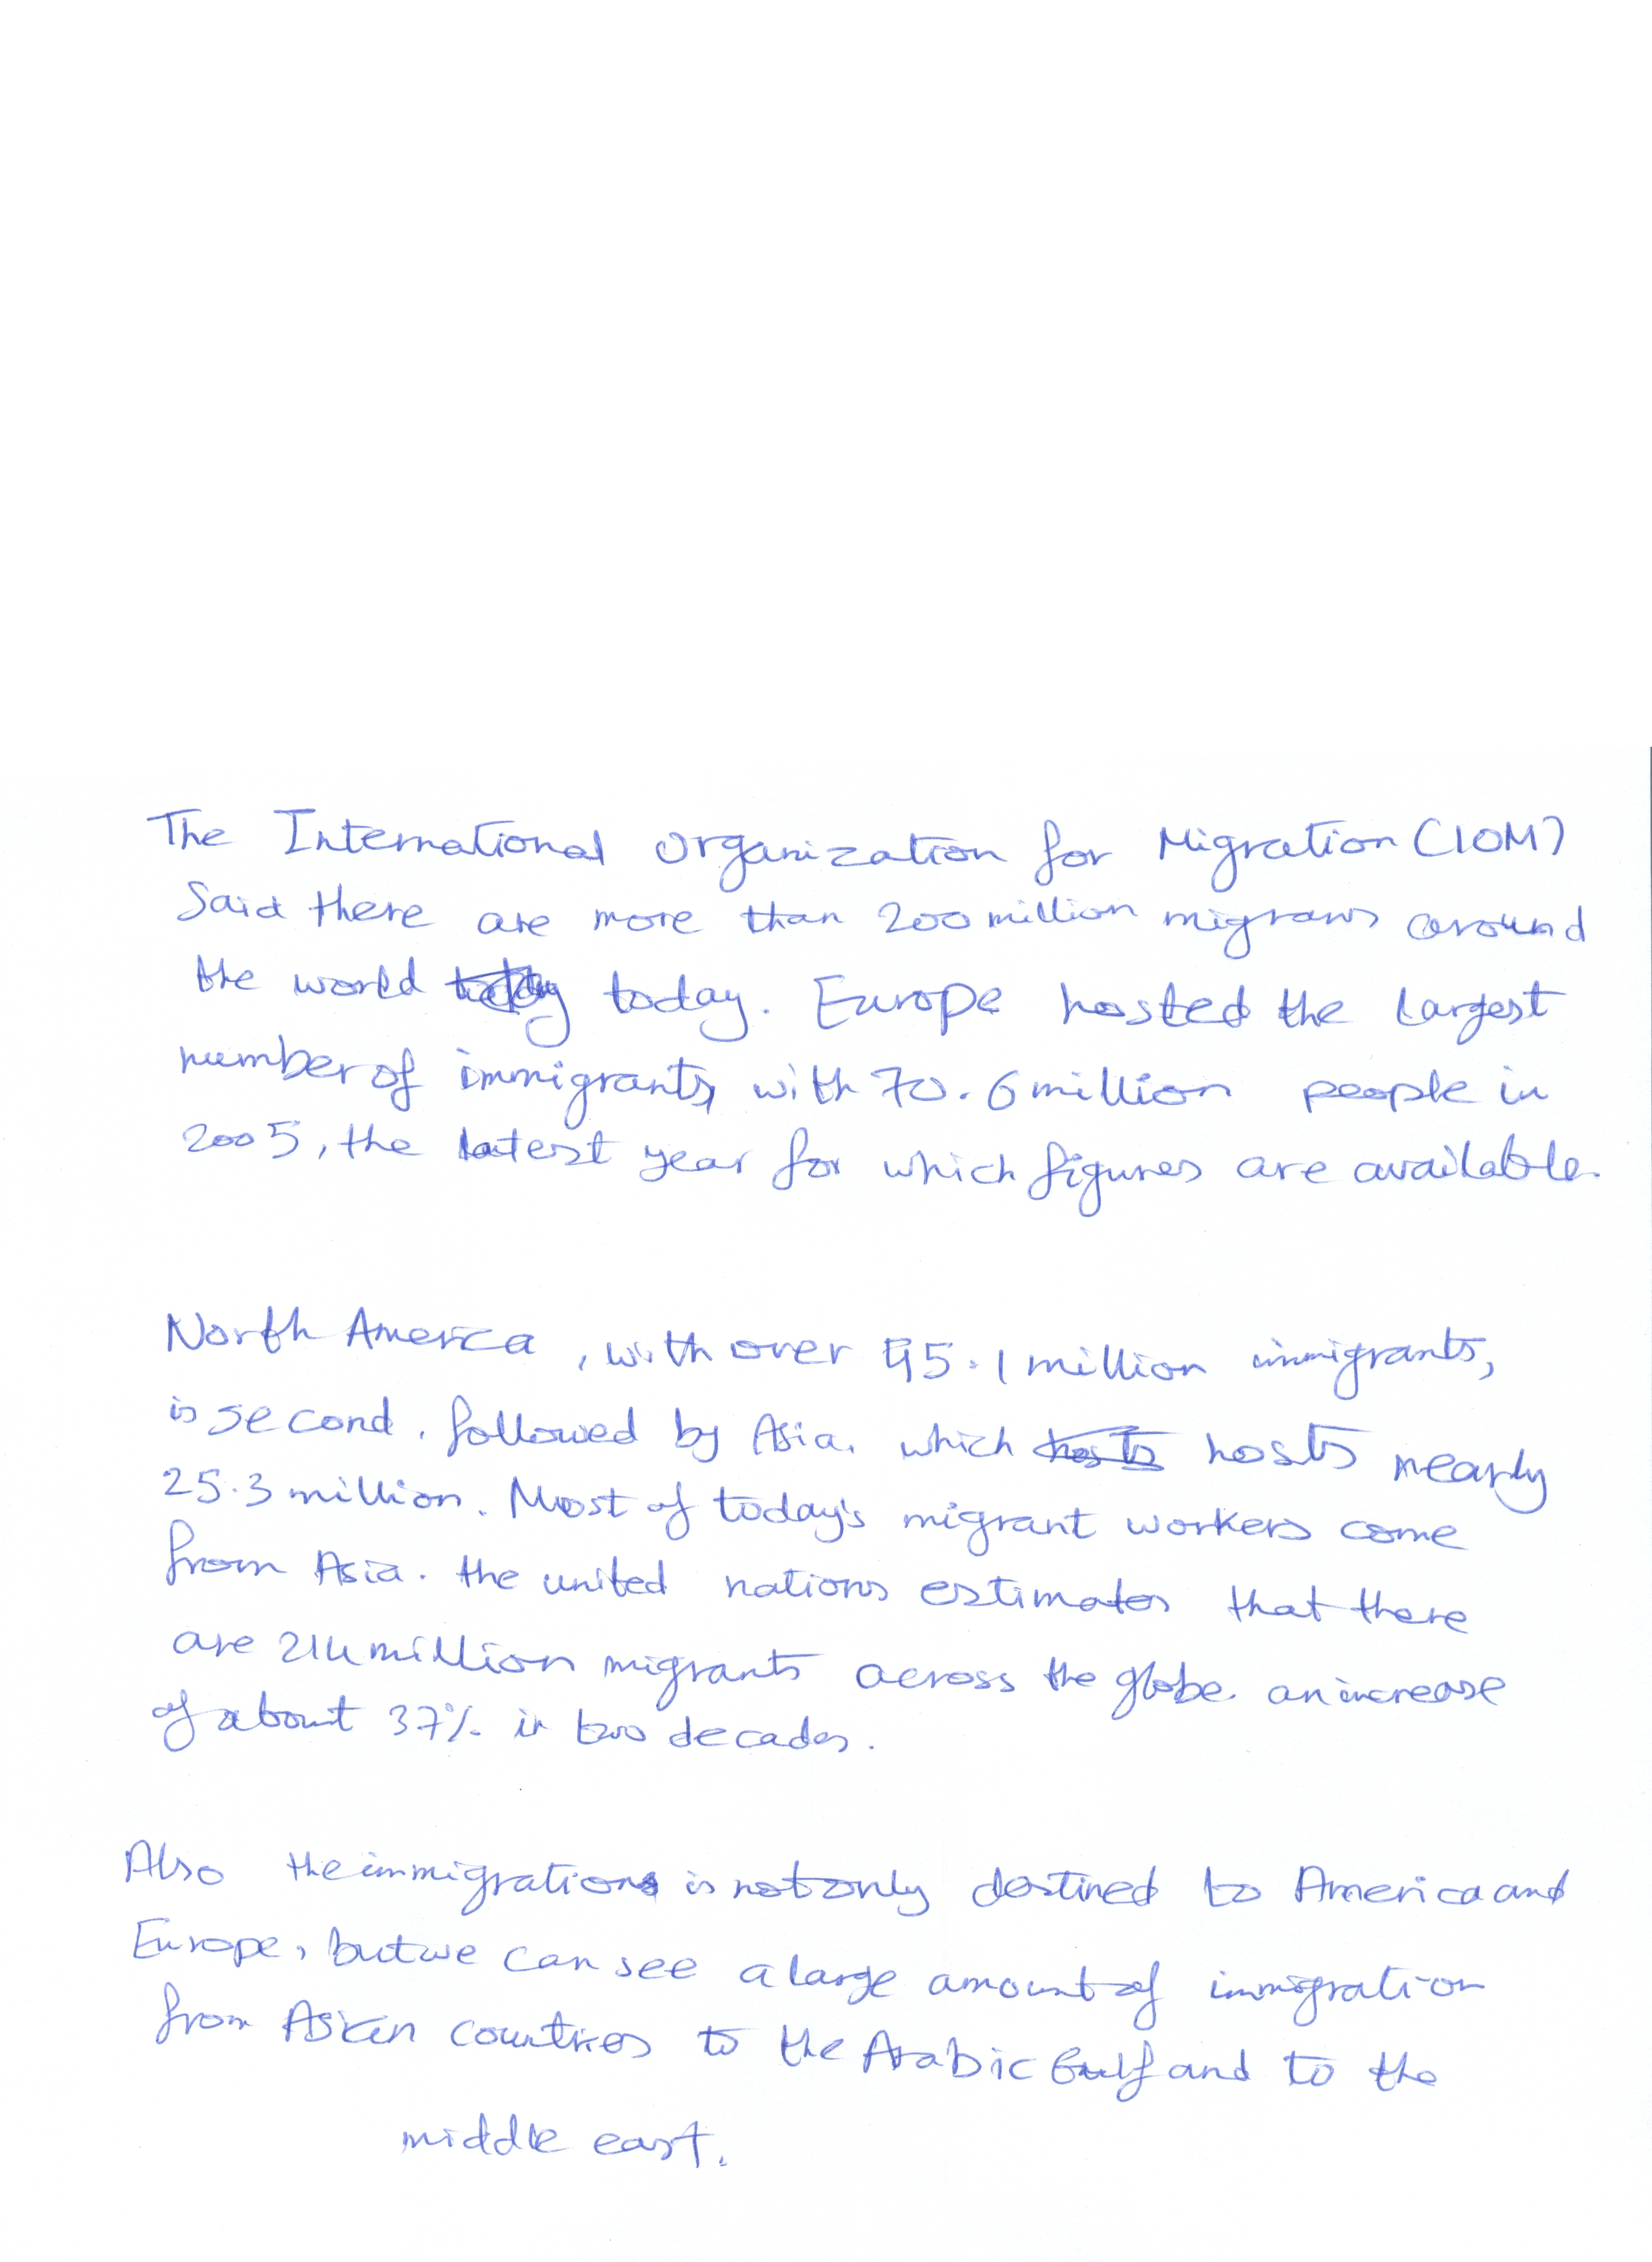 The International Organization for Migration (IOM)
Said there are more than 200 million migrans around
the world today. Europe hosted the largest
number of immigrants, with 70.6 million people in
2005, the latest year for which figures are available.
North America, with over 45.1 million immigrants,
is second, followed by Asia, which hosts nearly
25.3 million. Most of today's migrant workers come
from Asia. the united nations estimates that there
are 214 million migrants across the globe. an increase
of about 37% in two decades.
Also the immigrations is not only destined to America and
Europe, but we can see a large amount of immigration
from Asian countries to the Arabic Gulf and to the
middle east.